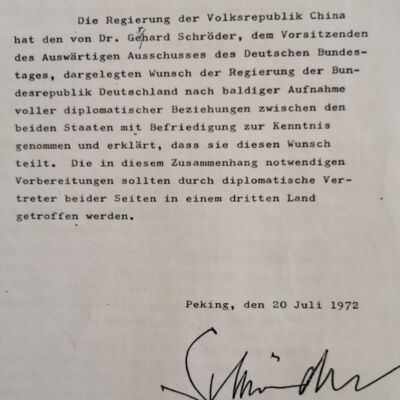 Die Regierung der Volksrepublik China
hat den von Dr. Gerhard Schröder, dem Vorsitzenden
des Auswärtigen Ausschusses des Deutschen Bundes-
tages, dargelegten Wunsch der Regierung der Bun-
desrepublik Deutschland nach baldiger Aufnahme
voller diplomatischer Beziehungen zwischen den
beiden Staaten mit Befriedigung zur Kenntnis
genommen und erklärt, dass sie diesen Wunsch
teilt. Die in diesem Zusammenhang notwendigen
Vorbereitungen sollten durch diplomatische Ver-
treter beider Seiten in einem dritten Land
getroffen werden.
Peking, den 20 Juli 1972
Schröder